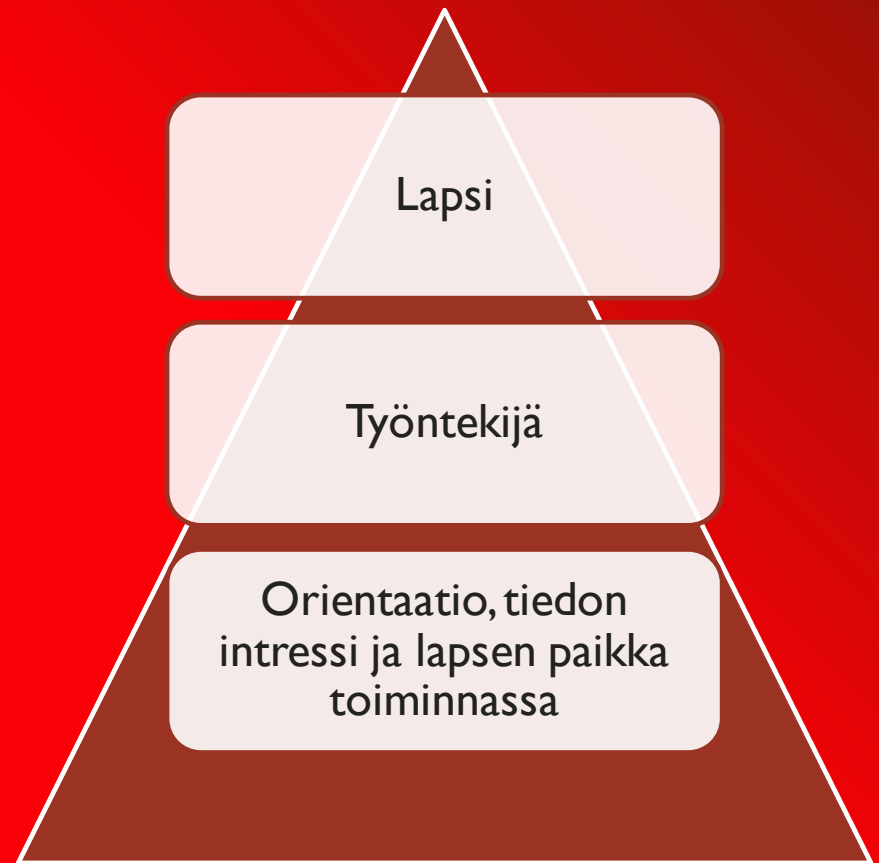 Lapsi
Työntekijä
Orientaatio, tiedon
intressi ja lapsen paikka
toiminnassa